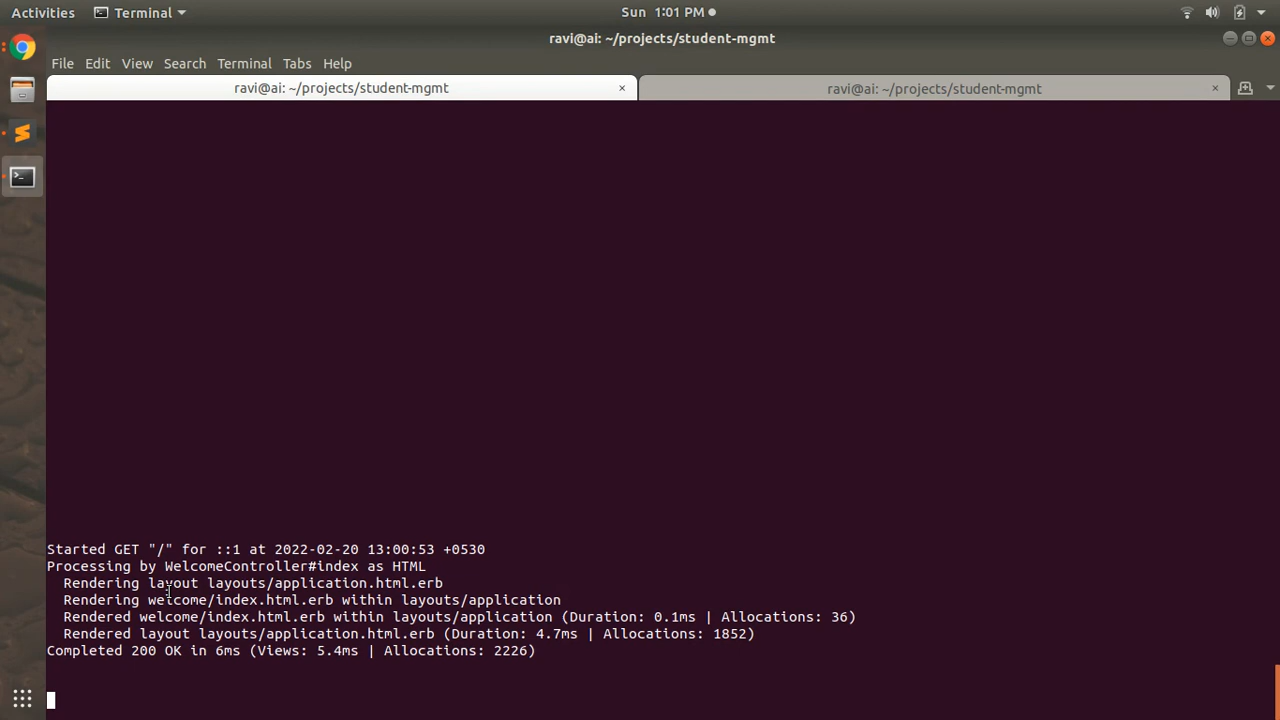 Activities Terminal Sun 1:01 PM
ravi@ai: ~/projects/student-mgmt
File Edit View Search Terminal Tabs Help
ravi@ai: ~/projects/student-mgmt × ravi@ai: ~/projects/student-mgmt ×
Started GET "/" for ::1 at 2022-02-20 13:00:53 +0530
Processing by WelcomeController#index as HTML
Rendering layout layouts/application.html.erb
Rendering welcome/index.html.erb within layouts/application
Rendered welcome/index.html.erb within layouts/application (Duration: 0.1ms | Allocations: 36)
Rendered layout layouts/application.html.erb (Duration: 4.7ms | Allocations: 1852)
Completed 200 OK in 6ms (Views: 5.4ms | Allocations: 2226)